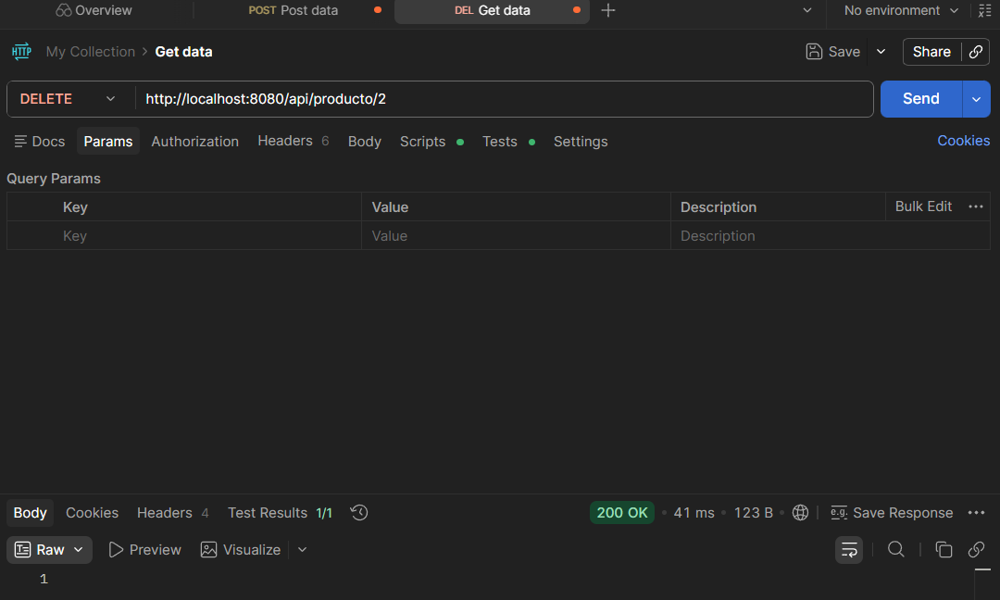 Overview POST Post data DEL Get data No environment
HTTP My Collection > Get data Save Share
DELETE http://localhost:8080/api/producto/2 Send
Docs Params Authorization Headers 6 Body Scripts Tests Settings Cookies
Query Params
Key Value Description Bulk Edit ...
Key Value Description
Body Cookies Headers 4 Test Results 1/1 200 OK • 41 ms • 123 B • e.g. Save Response ...
Raw Preview Visualize
1